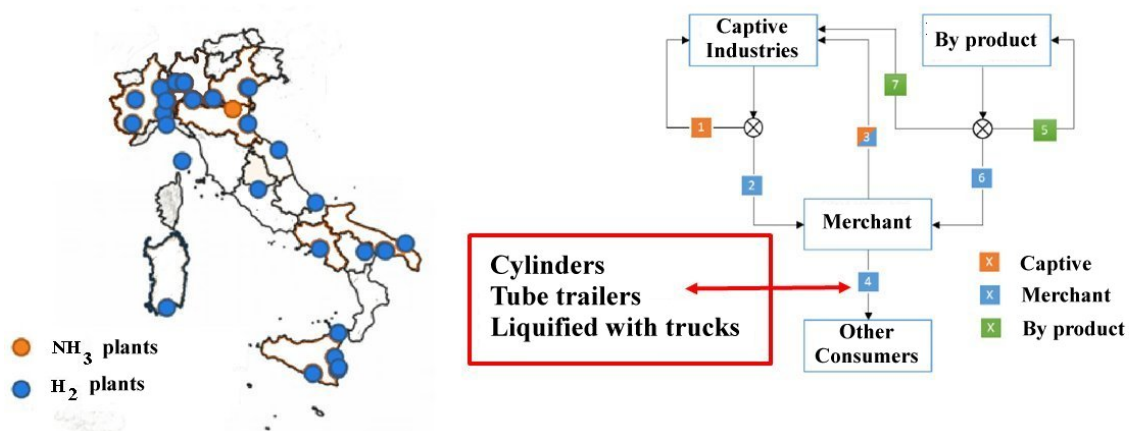 NH₃ plants
H₂ plants
Captive
Industries
By product
7
1
3
5
2
6
Merchant
4
Cylinders
Tube trailers
Liquified with trucks
Other
Consumers
X Captive
X Merchant
X By product